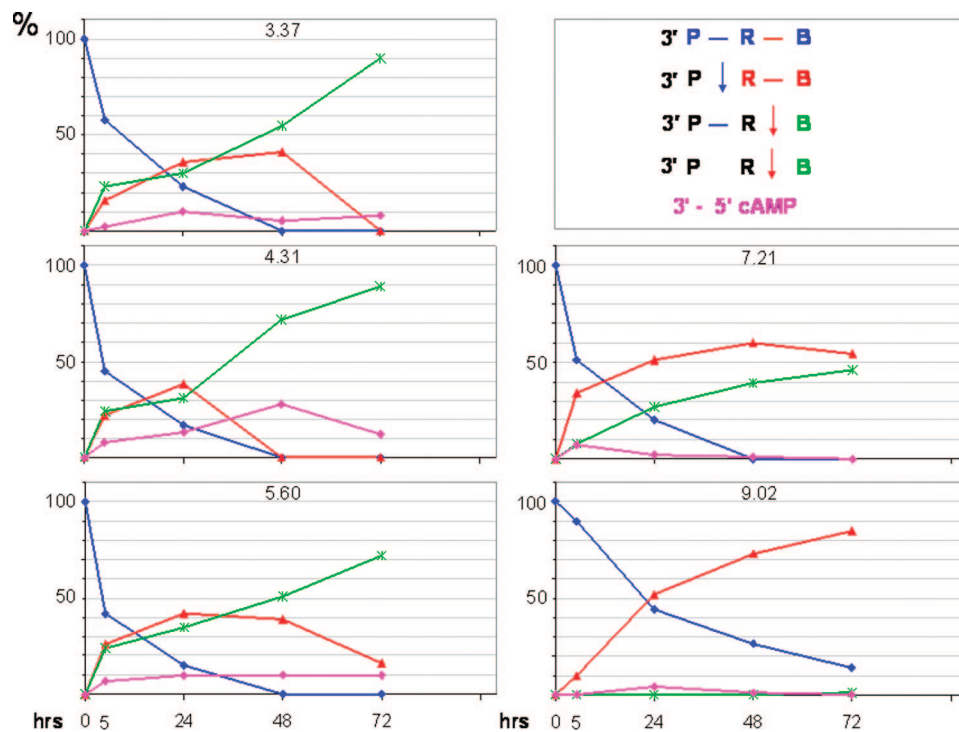 %
3.37
100
50
3' P — R — B
3' P ↓ R — B
3' P — R ↓ B
3' P R ↓ B
3' - 5' cAMP
4.31
100
50
7.21
100
50
5.60
100
50
hrs 0 5 24 48 72
9.02
100
50
hrs 0 5 24 48 72